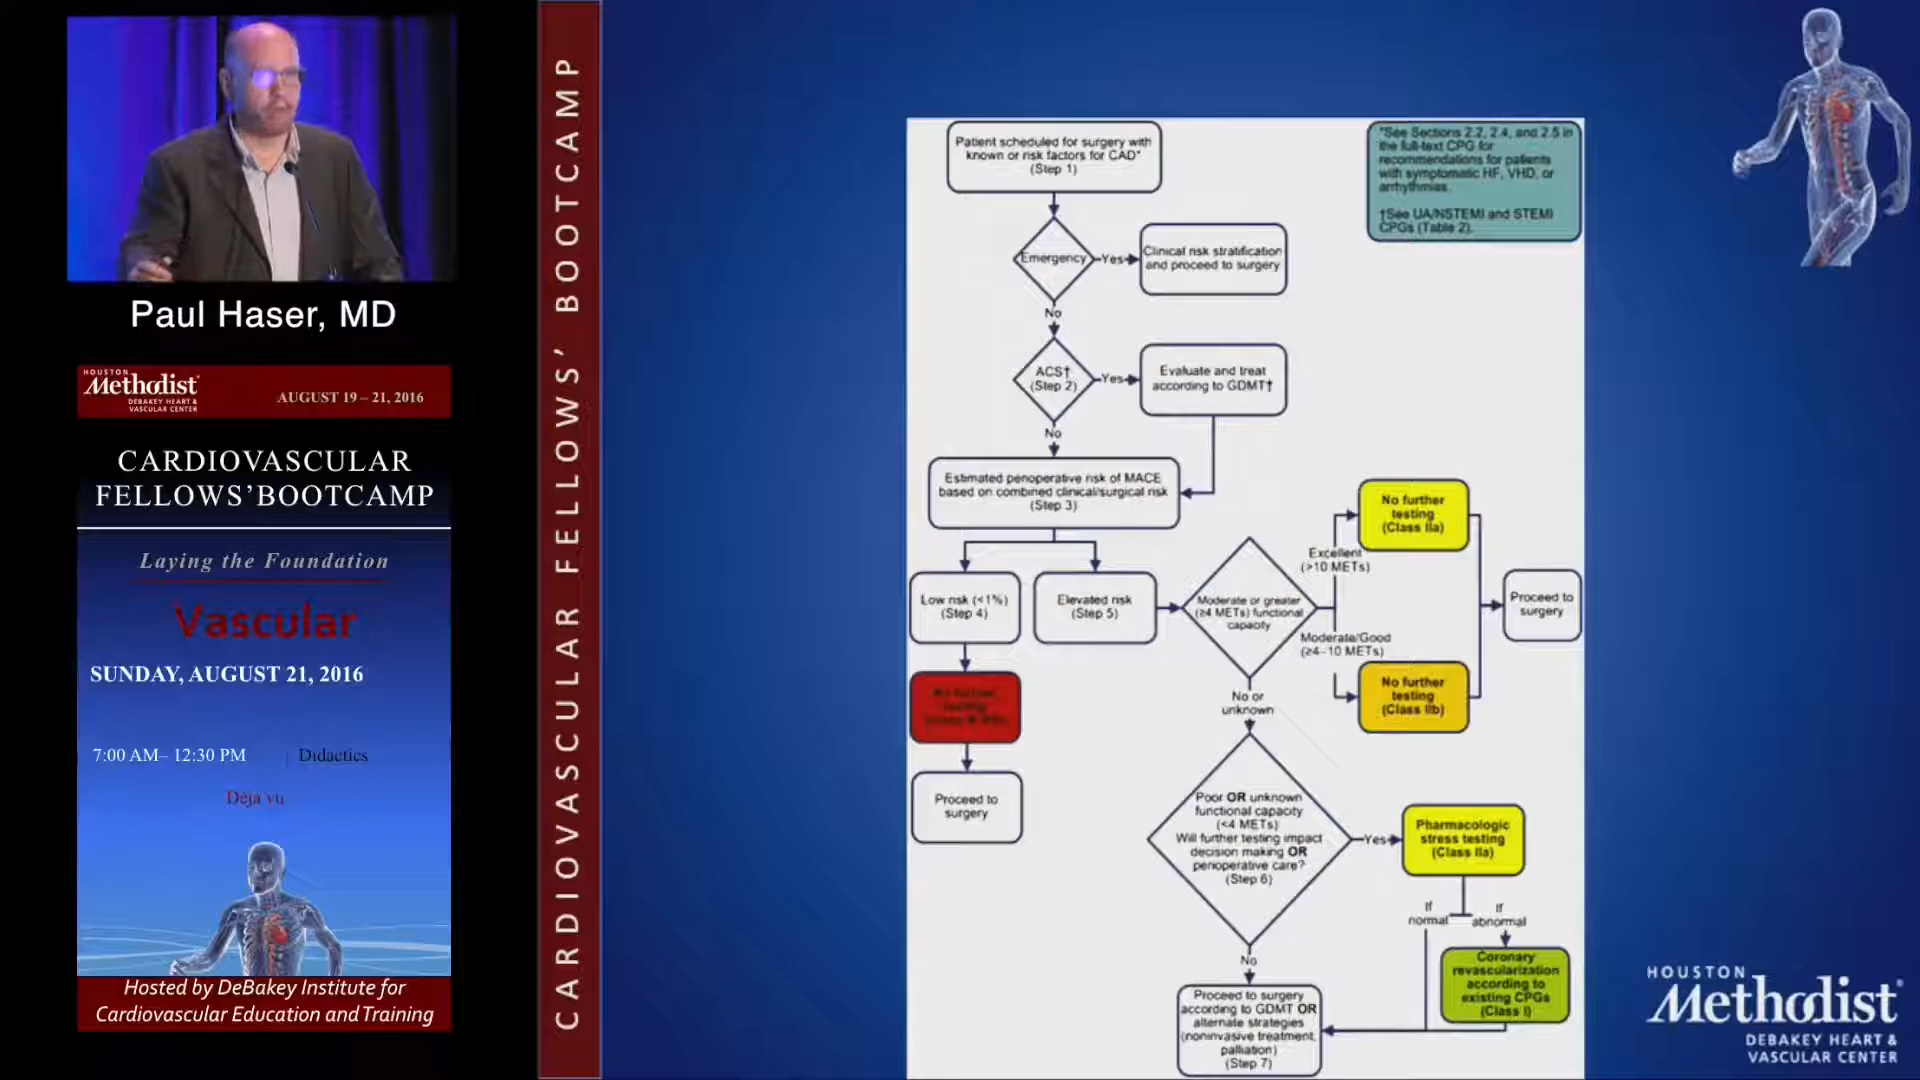 Paul Haser, MD
HOUSTON
Methodist
DEBAKEY HEART &
VASCULAR CENTER
AUGUST 19 – 21, 2016
CARDIOVASCULAR
FELLOWS'BOOTCAMP
Laying the Foundation
Vascular
SUNDAY, AUGUST 21, 2016
7:00 AM– 12:30 PM
Didactics
Déjà vu
Hosted by DeBakey Institute for
Cardiovascular Education and Training
CARDIOVASCULAR FELLOWS' BOOTCAMP
Patient scheduled for surgery with
known or risk factors for CAD*
(Step 1)
*See Sections 2.2, 2.4, and 2.5 in
the full-text CPG for
recommendations for patients
with symptomatic HF, VHD, or
arrhythmias.
†See UA/NSTEMI and STEMI
CPGs (Table 2).
Emergency
Yes
Clinical risk stratification
and proceed to surgery
No
ACS†
(Step 2)
Yes
Evaluate and treat
according to GDMT†
No
Estimated perioperative risk of MACE
based on combined clinical/surgical risk
(Step 3)
Low risk (<1%)
(Step 4)
Elevated risk
(Step 5)
Moderate or greater
(≥4 METs) functional
capacity
Excellent
(>10 METs)
No further
testing
(Class IIa)
Moderate/Good
(≥4–10 METs)
No further
testing
(Class IIb)
Proceed to
surgery
No further
testing
Proceed to
surgery
No or
unknown
Poor OR unknown
functional capacity
(<4 METs)
Will further testing impact
decision making OR
perioperative care?
(Step 6)
Yes
Pharmacologic
stress testing
(Class IIa)
If
normal
If
abnormal
Coronary
revascularization
according to
existing CPGs
(Class I)
No
Proceed to surgery
according to GDMT OR
alternate strategies
(noninvasive treatment,
palliation)
(Step 7)
HOUSTON
Methodist
DEBAKEY HEART &
VASCULAR CENTER